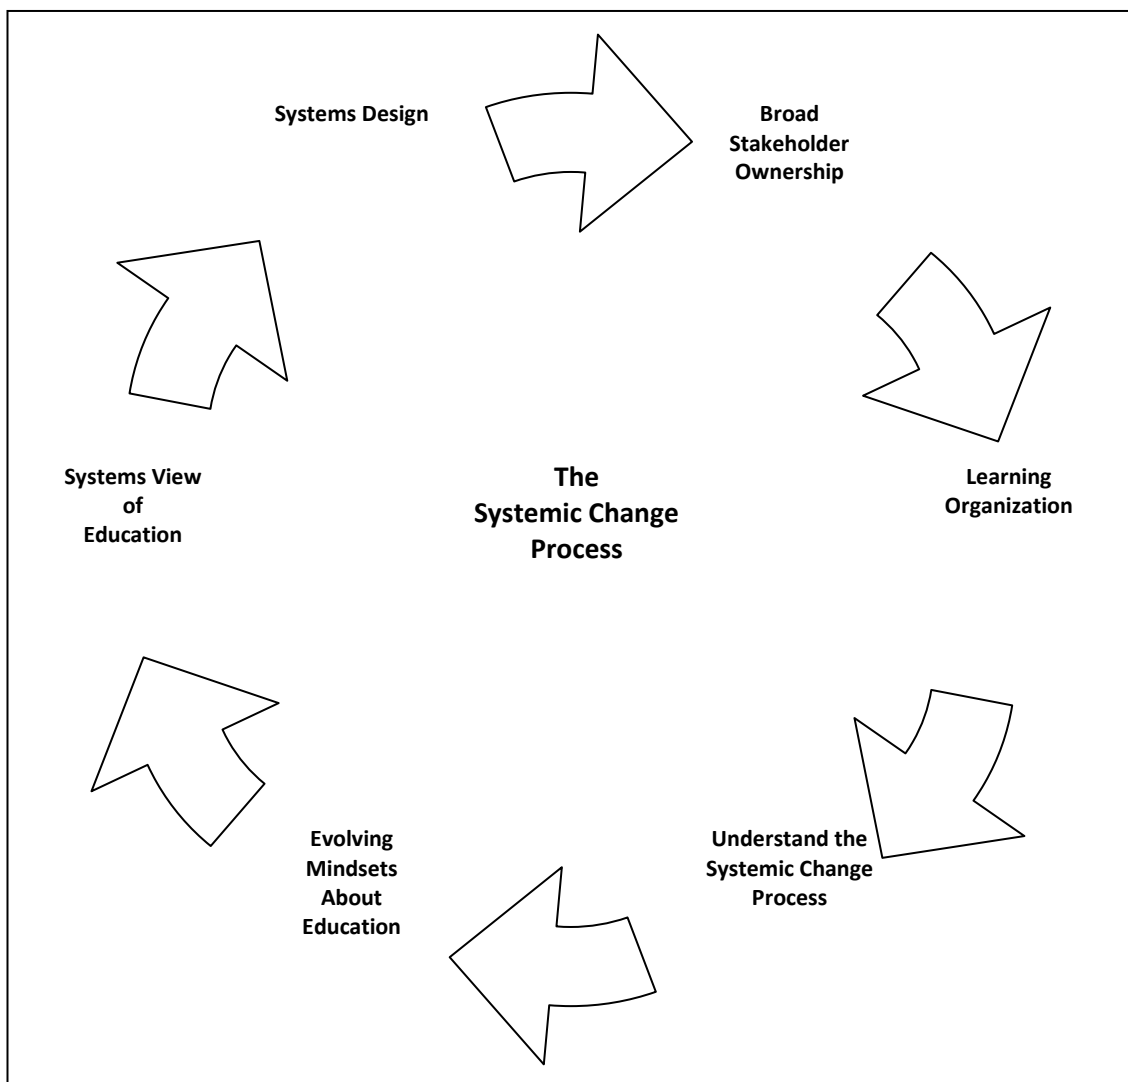 Systems Design
Broad
Stakeholder
Ownership
Systems View
of
Education
The
Systemic Change
Process
Learning
Organization
Evolving
Mindsets
About
Education
Understand the
Systemic Change
Process